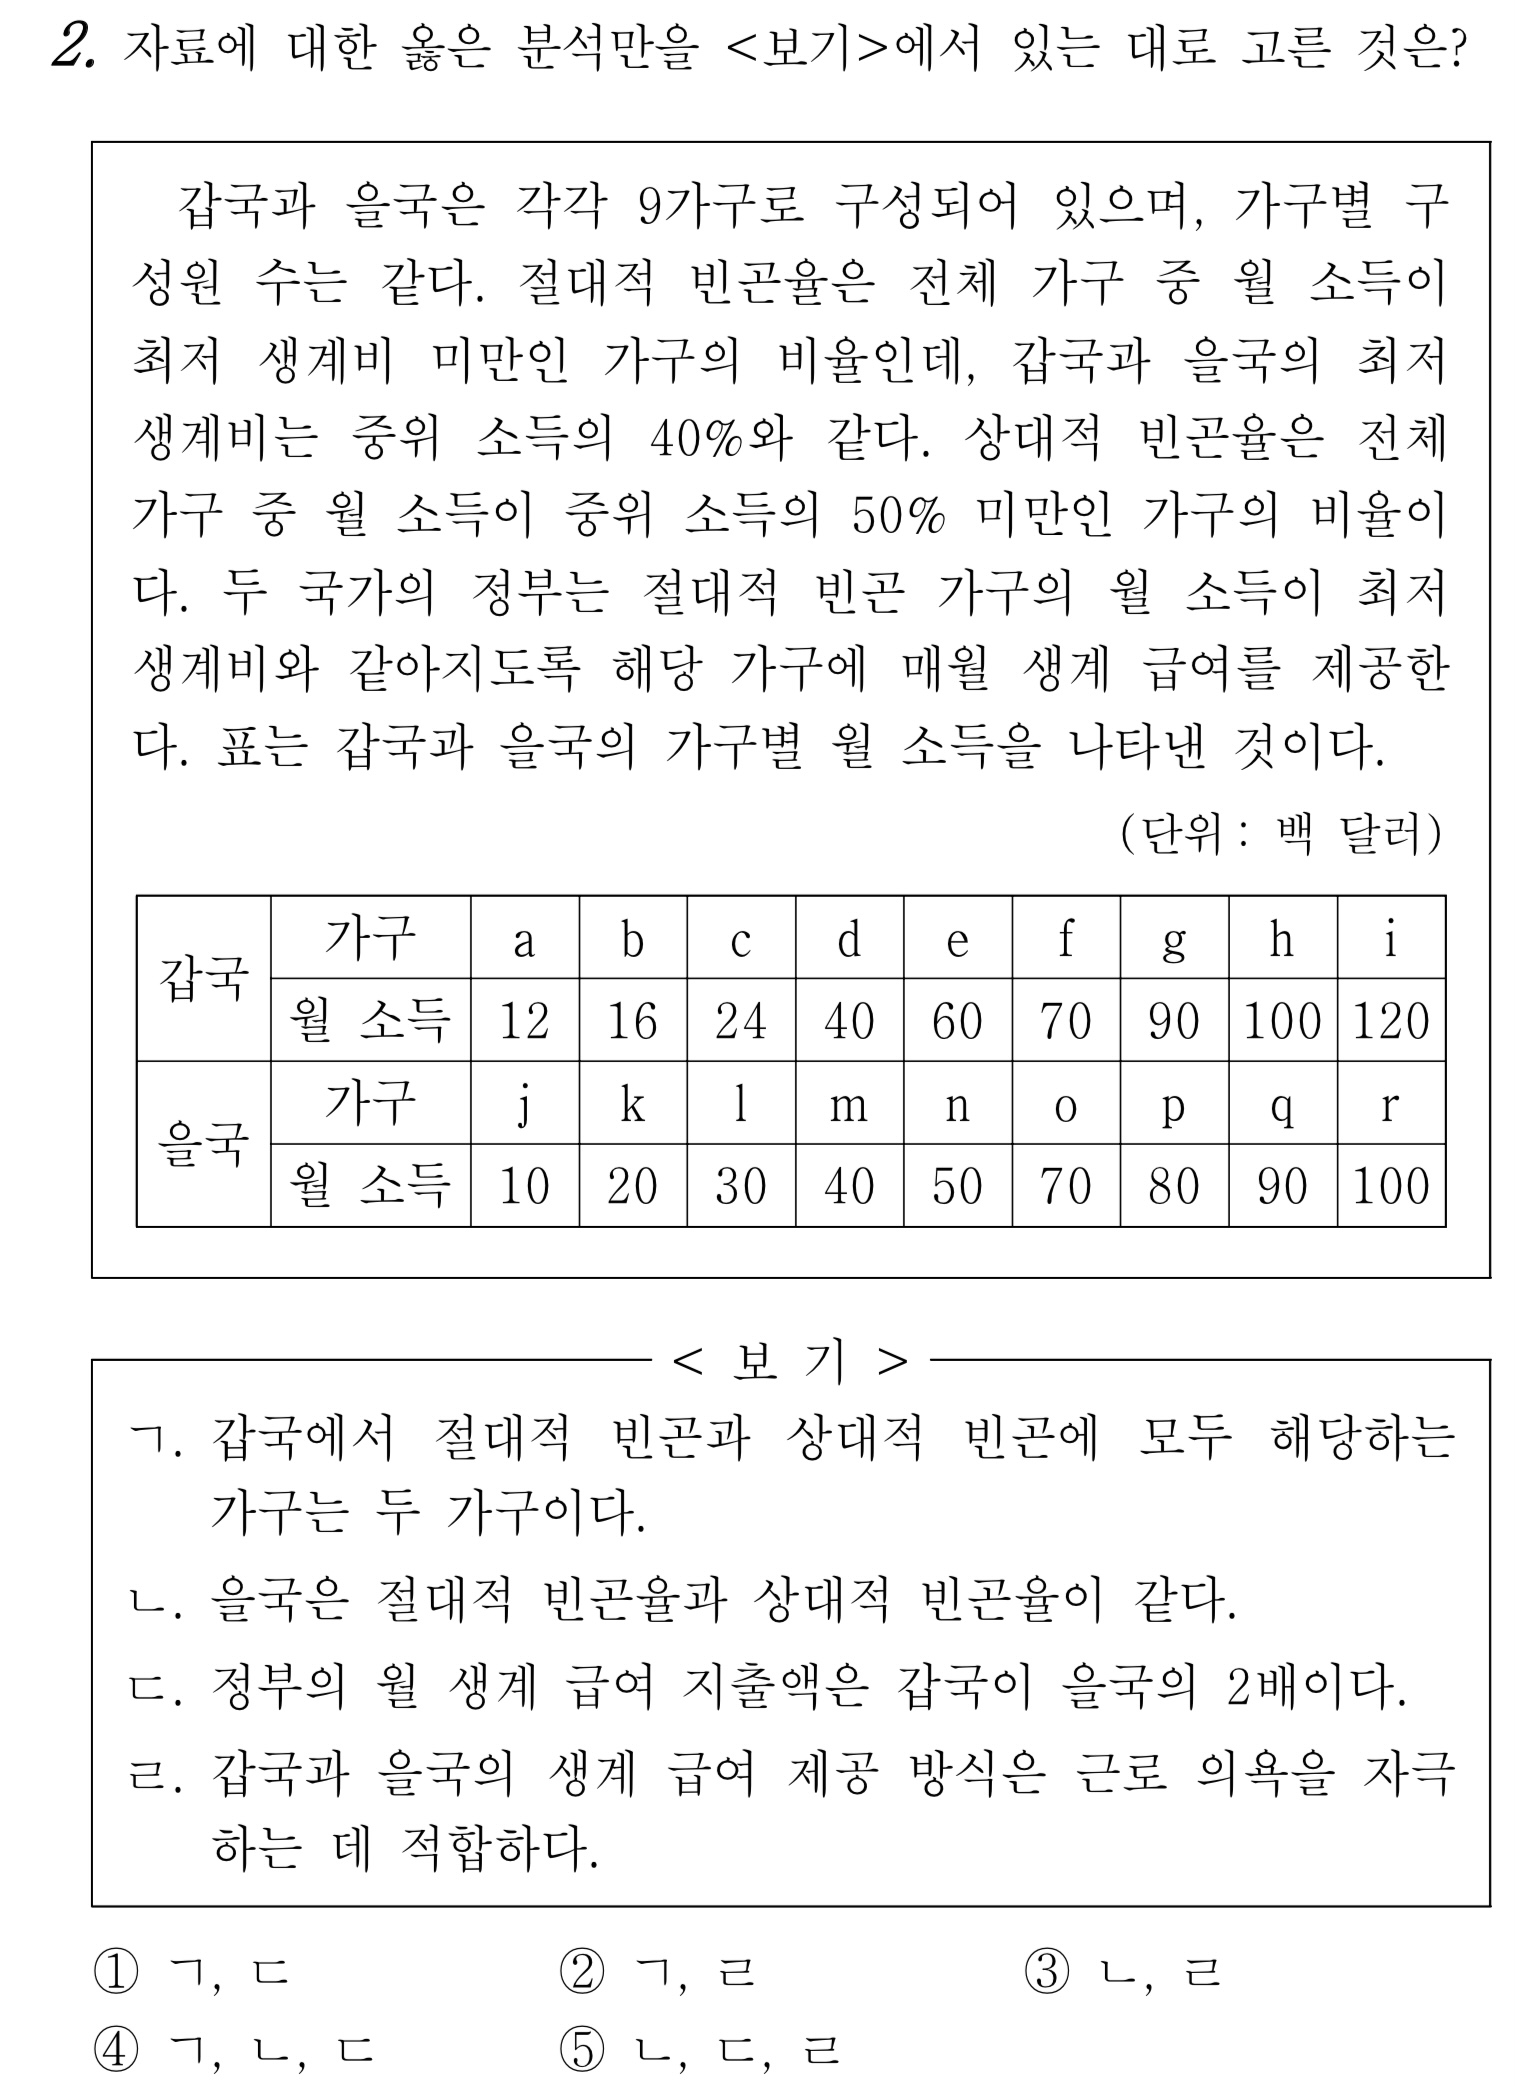 2. 자료에 대한 옳은 분석만을 <보기>에서 있는 대로 고른 것은?
갑국과 을국은 각각 9가구로 구성되어 있으며, 가구별 구
성원 수는 같다. 절대적 빈곤율은 전체 가구 중 월 소득이
최저 생계비 미만인 가구의 비율인데, 갑국과 을국의 최저
생계비는 중위 소득의 40%와 같다. 상대적 빈곤율은 전체
가구 중 월 소득이 중위 소득의 50% 미만인 가구의 비율이
다. 두 국가의 정부는 절대적 빈곤 가구의 월 소득이 최저
생계비와 같아지도록 해당 가구에 매월 생계 급여를 제공한
다. 표는 갑국과 을국의 가구별 월 소득을 나타낸 것이다.
(단위: 백 달러)
갑국 가구 a b c d e f g h i
월 소득 12 16 24 40 60 70 90 100 120
을국 가구 j k l m n o p q r
월 소득 10 20 30 40 50 70 80 90 100
< 보 기 >
ㄱ. 갑국에서 절대적 빈곤과 상대적 빈곤에 모두 해당하는
가구는 두 가구이다.
ㄴ. 을국은 절대적 빈곤율과 상대적 빈곤율이 같다.
ㄷ. 정부의 월 생계 급여 지출액은 갑국이 을국의 2배이다.
ㄹ. 갑국과 을국의 생계 급여 제공 방식은 근로 의욕을 자극
하는 데 적합하다.
① ㄱ, ㄷ ② ㄱ, ㄹ ③ ㄴ, ㄹ
④ ㄱ, ㄴ, ㄷ ⑤ ㄴ, ㄷ, ㄹ